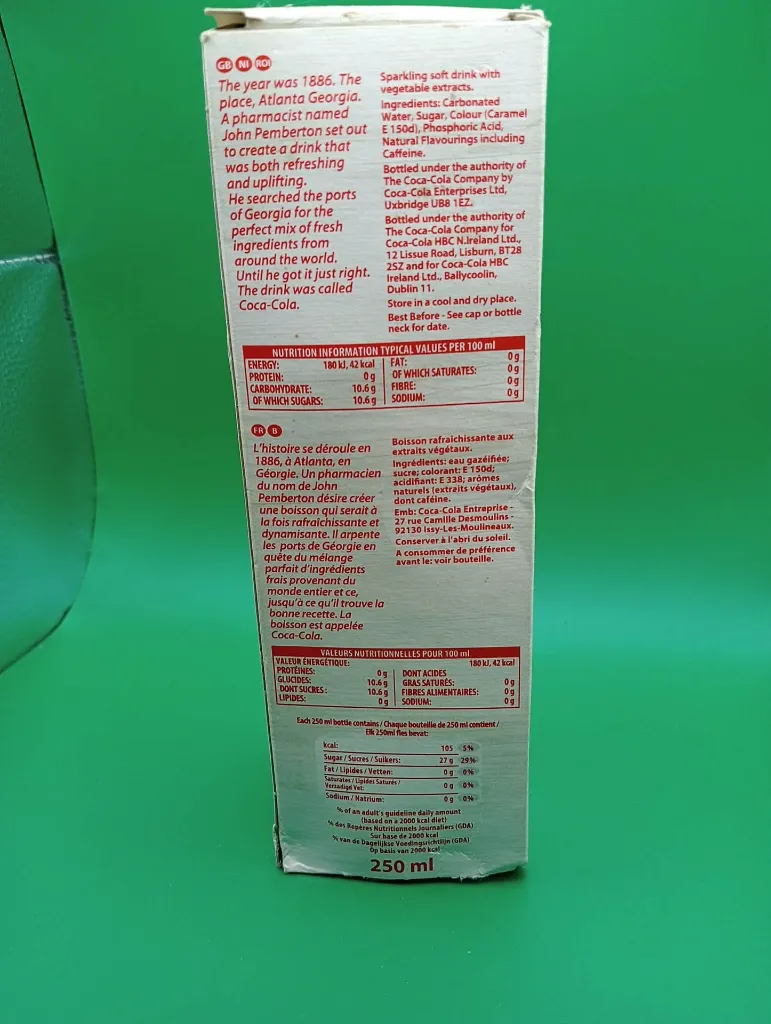 GB NI ROI
The year was 1886. The
place, Atlanta Georgia.
A pharmacist named
John Pemberton set out
to create a drink that
was both refreshing
and uplifting.
He searched the ports
of Georgia for the
perfect mix of fresh
ingredients from
around the world.
Until he got it just right.
The drink was called
Coca-Cola.
Sparkling soft drink with
vegetable extracts.
Ingredients: Carbonated
Water, Sugar, Colour (Caramel
E 150d), Phosphoric Acid,
Natural Flavourings including
Caffeine.
Bottled under the authority of
The Coca-Cola Company by
Coca-Cola Enterprises Ltd,
Uxbridge UB8 1EZ.
Bottled under the authority of
The Coca-Cola Company for
Coca-Cola HBC N.Ireland Ltd.,
12 Lissue Road, Lisburn, BT28
2SZ and for Coca-Cola HBC
Ireland Ltd., Ballycoolin,
Dublin 11.
Store in a cool and dry place.
Best Before - See cap or bottle
neck for date.
NUTRITION INFORMATION TYPICAL VALUES PER 100 ml
ENERGY: 180 kJ, 42 kcal
PROTEIN: 0 g
CARBOHYDRATE: 10.6 g
OF WHICH SUGARS: 10.6 g
FAT: 0 g
OF WHICH SATURATES: 0 g
FIBRE: 0 g
SODIUM: 0 g
FR B
L'histoire se déroule en
1886, à Atlanta, en
Géorgie. Un pharmacien
du nom de John
Pemberton désire créer
une boisson qui serait à
la fois rafraîchissante et
dynamisante. Il arpente
les ports de Géorgie en
quête du mélange
parfait d'ingrédients
frais provenant du
monde entier et ce,
jusqu'à ce qu'il trouve la
bonne recette. La
boisson est appelée
Coca-Cola.
Boisson rafraîchissante aux
extraits végétaux.
Ingrédients: eau gazéifiée;
sucre; colorant: E 150d;
acidifiant: E 338; arômes
naturels (extraits végétaux),
dont caféine.
Emb: Coca-Cola Entreprise -
27 rue Camille Desmoulins -
92130 Issy-Les-Moulineaux.
Conserver à l'abri du soleil.
A consommer de préférence
avant le: voir bouteille.
VALEURS NUTRITIONNELLES POUR 100 ml
VALEUR ÉNERGÉTIQUE: 180 kJ, 42 kcal
PROTÉINES: 0 g
GLUCIDES: 10.6 g
DONT SUCRES: 10.6 g
LIPIDES: 0 g
DONT ACIDES
GRAS SATURÉS: 0 g
FIBRES ALIMENTAIRES: 0 g
SODIUM: 0 g
Each 250 ml bottle contains / Chaque bouteille de 250 ml contient /
Elk 250ml fles bevat:
kcal: 105 5%
Sugar / Sucres / Suikers: 27 g 29%
Fat / Lipides / Vetten: 0 g 0%
Saturates / Lipides Saturés /
Verzadigd Vet: 0 g 0%
Sodium / Natrium: 0 g 0%
% of an adult's guideline daily amount
(based on a 2000 kcal diet)
% des Repères Nutritionnels Journaliers (GDA)
Sur base de 2000 kcal
% van de Dagelijkse Voedingsrichtlijn (GDA)
Op basis van 2000 kcal
250 ml